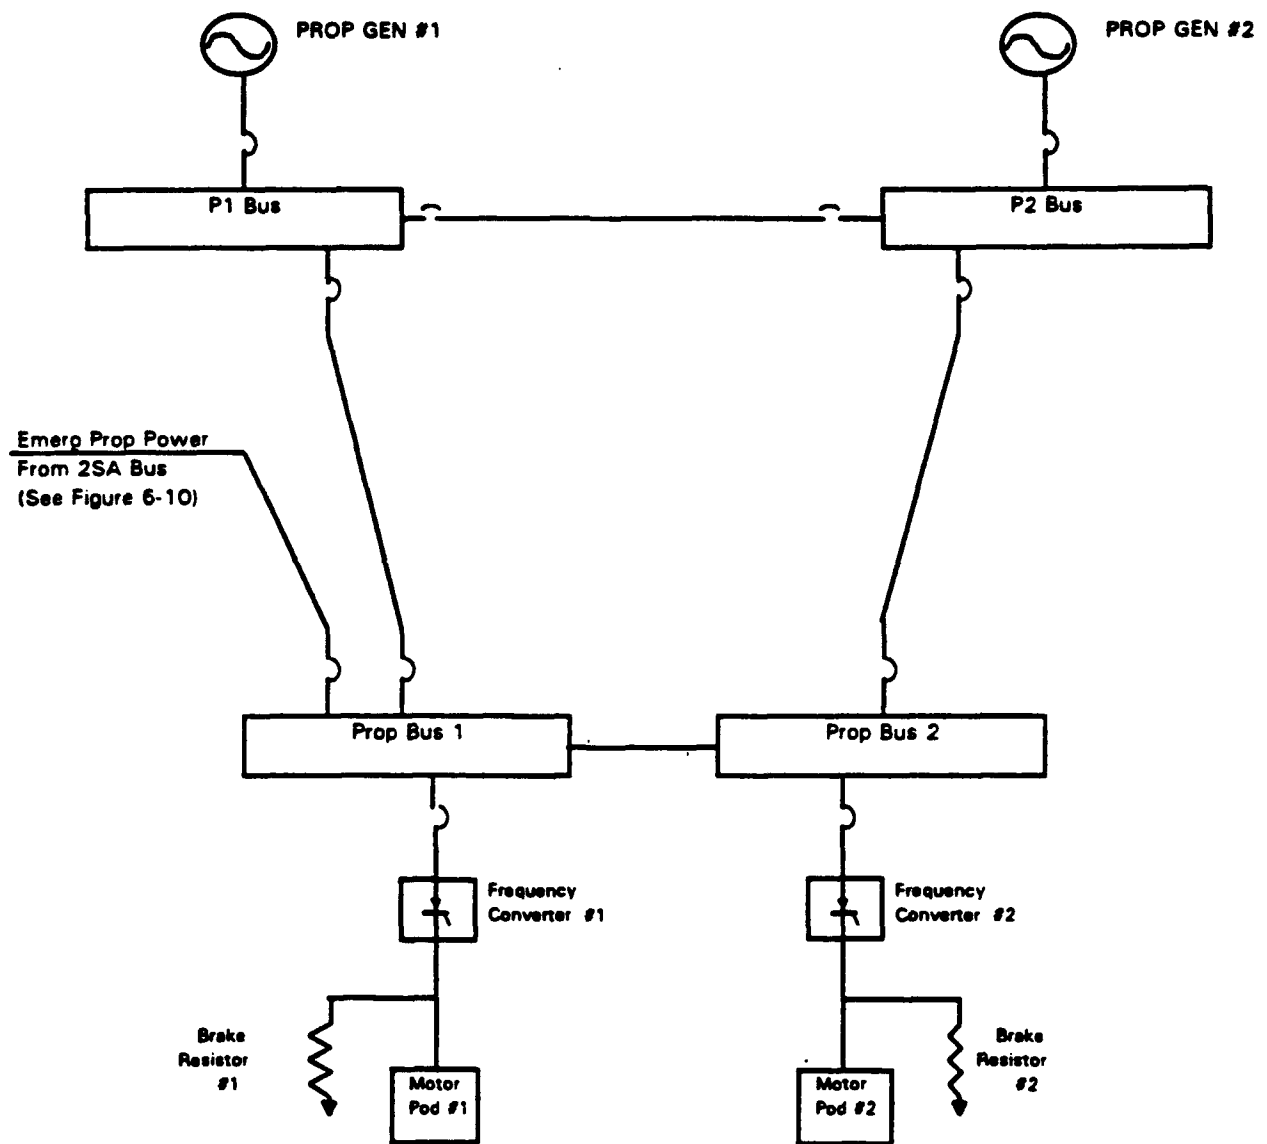 PROP GEN #1
PROP GEN #2
P1 Bus
P2 Bus
Emerg Prop Power
From 2SA Bus
(See Figure 6-10)
Prop Bus 1
Prop Bus 2
Frequency
Converter #1
Frequency
Converter #2
Brake
Resistor
#1
Motor
Pod #1
Motor
Pod #2
Brake
Resistor
#2